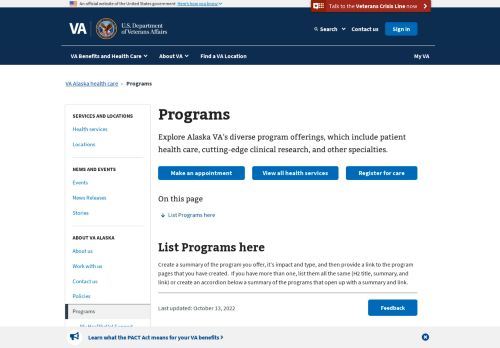 An official website of the United States government Here's how you know
Talk to the Veterans Crisis Line now
VA
U.S. Department
of Veterans Affairs
Search
Contact us
Sign in
VA Benefits and Health Care
About VA
Find a VA Location
My VA
VA Alaska health care › Programs
SERVICES AND LOCATIONS
Health services
Locations
NEWS AND EVENTS
Events
News Releases
Stories
ABOUT VA ALASKA
About us
Work with us
Contact us
Policies
Programs
Programs
Explore Alaska VA's diverse program offerings, which include patient
health care, cutting-edge clinical research, and other specialties.
Make an appointment
View all health services
Register for care
On this page
List Programs here
List Programs here
Create a summary of the program you offer, it's impact and type, and then provide a link to the program
pages that you have created. If you have more than one, list them all the same (H2 title, summary, and
link) or create an accordion below a summary of the programs that open up with a summary and link.
Last updated: October 13, 2022
Feedback
Learn what the PACT Act means for your VA benefits